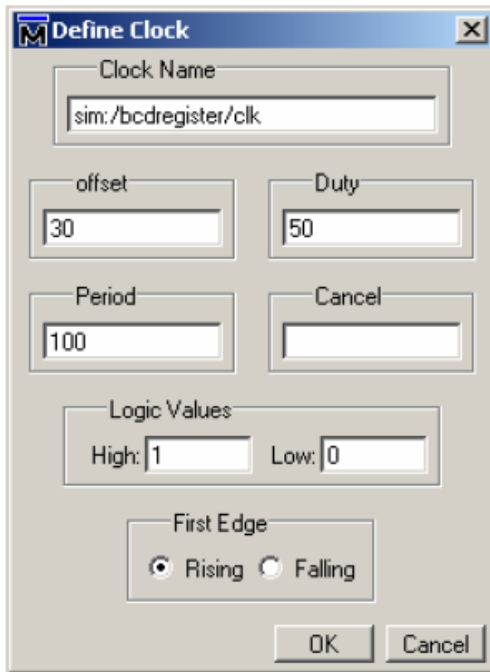 Define Clock
Clock Name
sim:/bcdregister/clk
offset
Duty
30
50
Period
Cancel
100
Logic Values
High: 1 Low: 0
First Edge
Rising Falling
OK Cancel